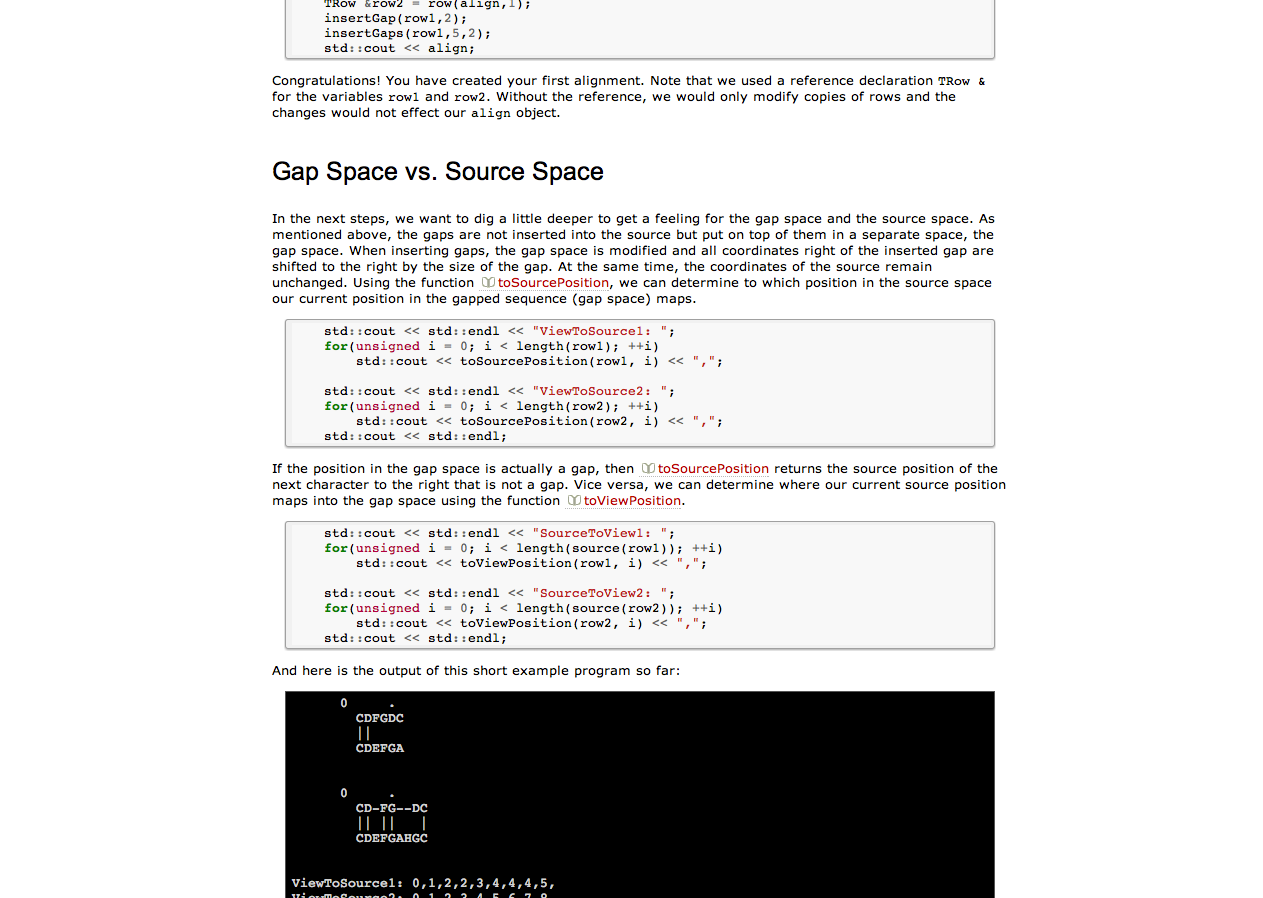 TRow &row2 = row(align,1);
insertGap(row1,2);
insertGaps(row1,5,2);
std::cout << align;
Congratulations! You have created your first alignment. Note that we used a reference declaration TRow &
for the variables row1 and row2. Without the reference, we would only modify copies of rows and the
changes would not effect our align object.
Gap Space vs. Source Space
In the next steps, we want to dig a little deeper to get a feeling for the gap space and the source space. As
mentioned above, the gaps are not inserted into the source but put on top of them in a separate space, the
gap space. When inserting gaps, the gap space is modified and all coordinates right of the inserted gap are
shifted to the right by the size of the gap. At the same time, the coordinates of the source remain
unchanged. Using the function toSourcePosition, we can determine to which position in the source space
our current position in the gapped sequence (gap space) maps.
std::cout << std::endl << "ViewToSource1: ";
for(unsigned i = 0; i < length(row1); ++i)
std::cout << toSourcePosition(row1, i) << ",";
std::cout << std::endl << "ViewToSource2: ";
for(unsigned i = 0; i < length(row2); ++i)
std::cout << toSourcePosition(row2, i) << ",";
std::cout << std::endl;
If the position in the gap space is actually a gap, then toSourcePosition returns the source position of the
next character to the right that is not a gap. Vice versa, we can determine where our current source position
maps into the gap space using the function toViewPosition.
std::cout << std::endl << "SourceToView1: ";
for(unsigned i = 0; i < length(source(row1)); ++i)
std::cout << toViewPosition(row1, i) << ",";
std::cout << std::endl << "SourceToView2: ";
for(unsigned i = 0; i < length(source(row2)); ++i)
std::cout << toViewPosition(row2, i) << ",";
std::cout << std::endl;
And here is the output of this short example program so far:
0     .
CDFGDC
||
CDEFGA
0     .
CD-FG--DC
|| ||   |
CDEFGAHGC
ViewToSource1: 0,1,2,2,3,4,4,4,5,
ViewToSource2: 0,1,2,3,4,5,6,7,8,